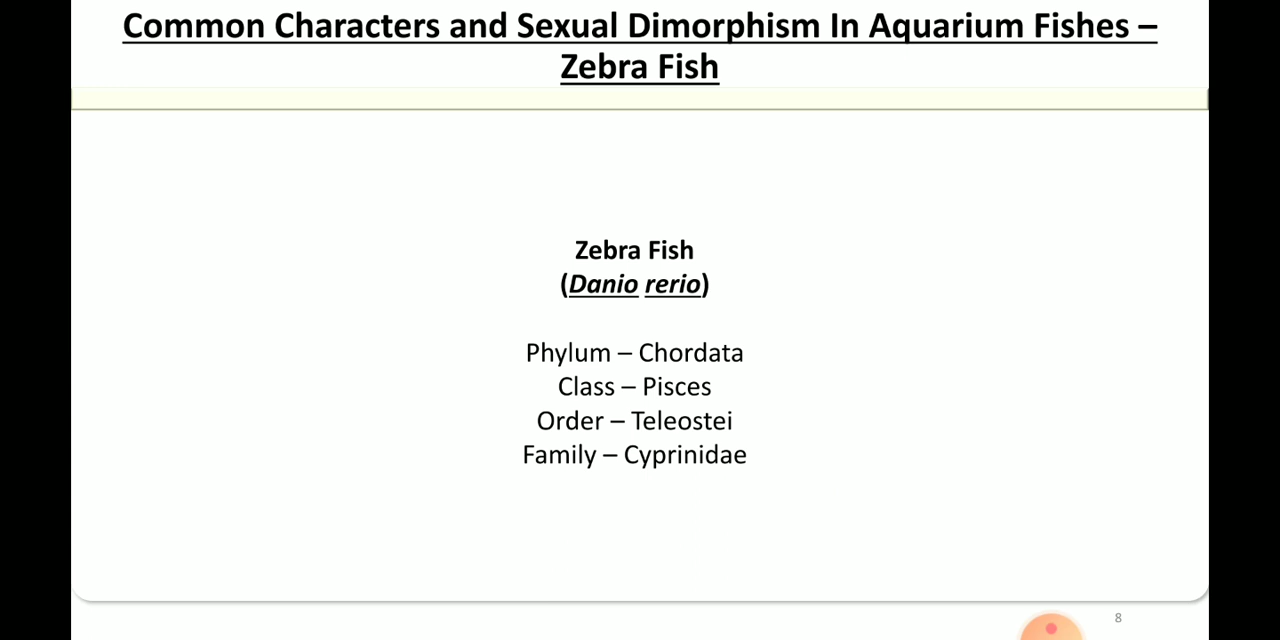 Common Characters and Sexual Dimorphism In Aquarium Fishes –
Zebra Fish
Zebra Fish
(Danio rerio)
Phylum – Chordata
Class – Pisces
Order – Teleostei
Family – Cyprinidae
8